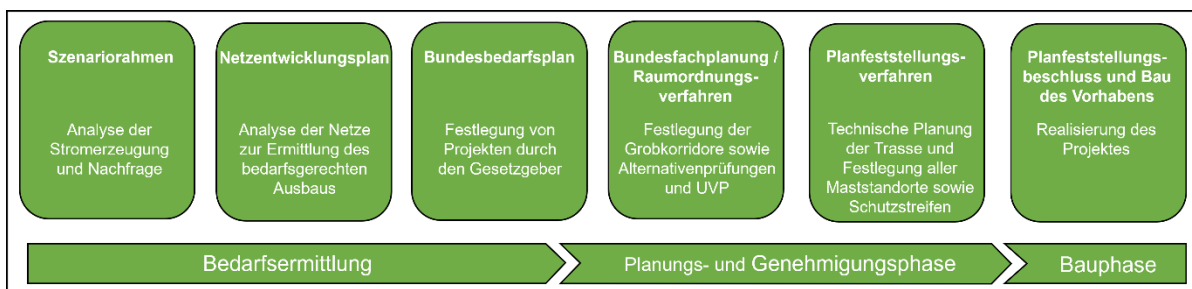 Szenariorahmen
Analyse der
Stromerzeugung
und Nachfrage
Netzentwicklungsplan
Analyse der Netze
zur Ermittlung des
bedarfsgerechten
Ausbaus
Bundesbedarfsplan
Festlegung von
Projekten durch
den Gesetzgeber
Bundesfachplanung /
Raumordnungs-
verfahren
Festlegung der
Grobkorridore sowie
Alternativenprüfungen
und UVP
Planfeststellungs-
verfahren
Technische Planung
der Trasse und
Festlegung aller
Maststandorte sowie
Schutzstreifen
Planfeststellungs-
beschluss und Bau
des Vorhabens
Realisierung des
Projektes
Bedarfsermittlung
Planungs- und Genehmigungsphase
Bauphase